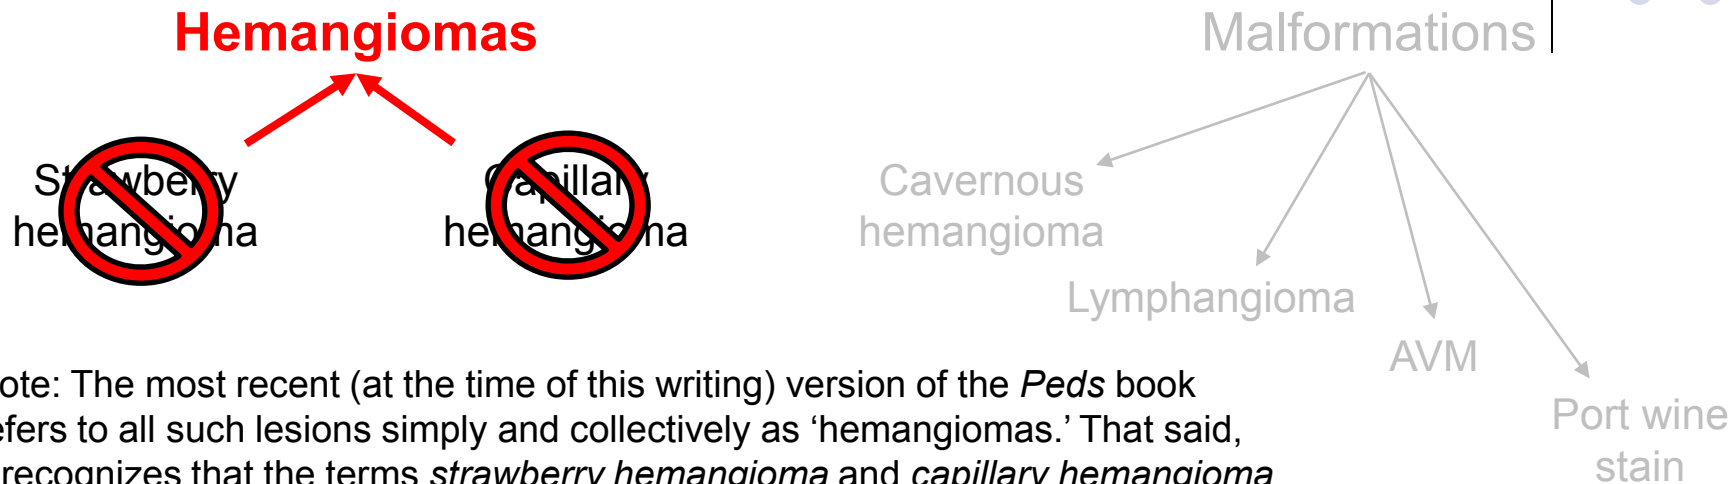 Hemangiomas
Malformations
Strawberry
hemangioma
Capillary
hemangioma
Cavernous
hemangioma
Lymphangioma
AVM
Port wine
stain
ote: The most recent (at the time of this writing) version of the Peds book
efers to all such lesions simply and collectively as ‘hemangiomas.’ That said,
recognizes that the terms strawberry hemangioma and capillary hemangioma